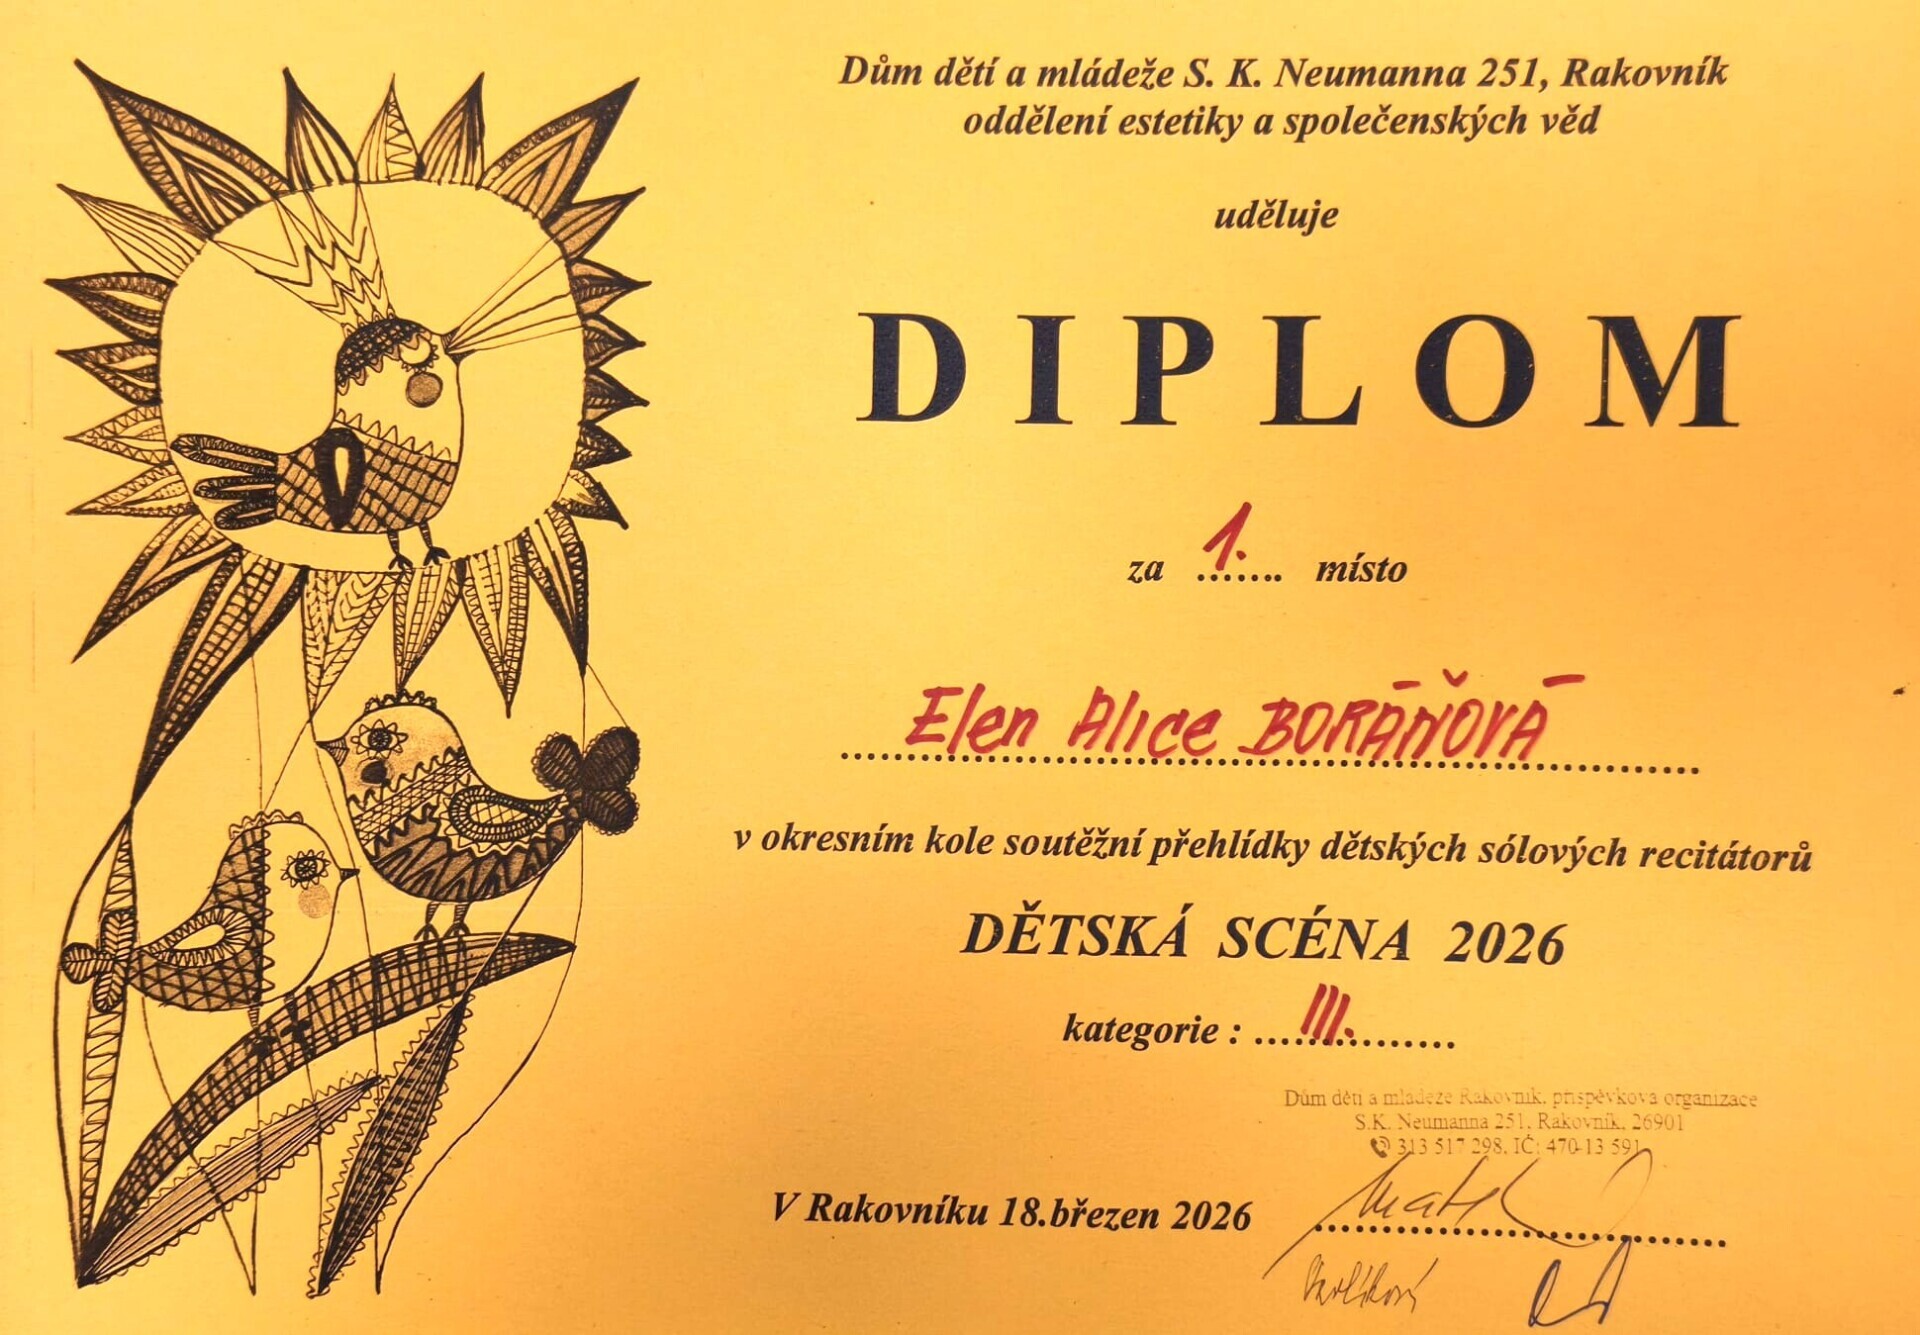 Dům dětí a mládeže S. K. Neumanna 251, Rakovník
oddělení estetiky a společenských věd
uděluje
DIPLOM
za ...1.... místo
Elen Alice BORÁŇOVÁ
v okresním kole soutěžní přehlídky dětských sólových recitátorů
DĚTSKÁ SCÉNA 2026
kategorie : ....III...........
Dům dětí a mládeže Rakovník, příspěvková organizace
S.K. Neumanna 251, Rakovník, 26901
313 517 298, IČ: 470 13 591
V Rakovníku 18.březen 2026